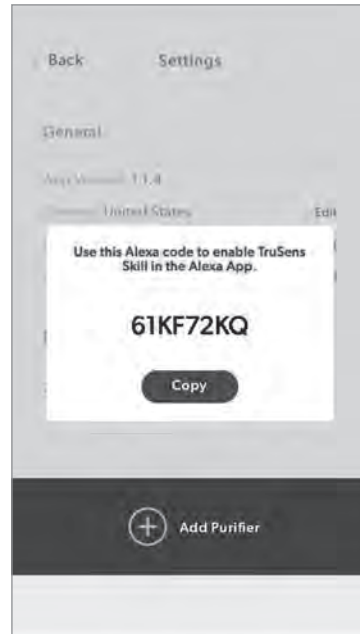 Back Settings
General
App Version 1.1.4
United States Edit
Use this Alexa code to enable TruSens
Skill in the Alexa App.
61KF72KQ
Copy
Add Purifier